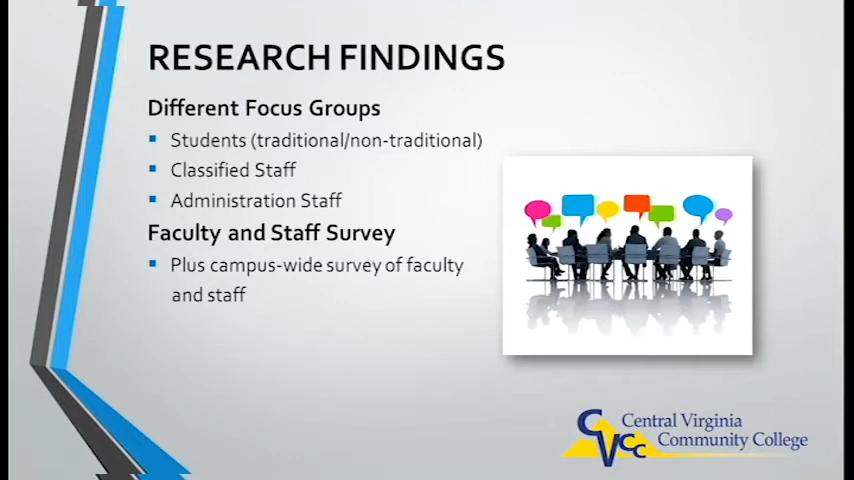 RESEARCH FINDINGS
Different Focus Groups
Students (traditional/non-traditional)
Classified Staff
Administration Staff
Faculty and Staff Survey
Plus campus-wide survey of faculty
and staff
CVCC
Central Virginia
Community College